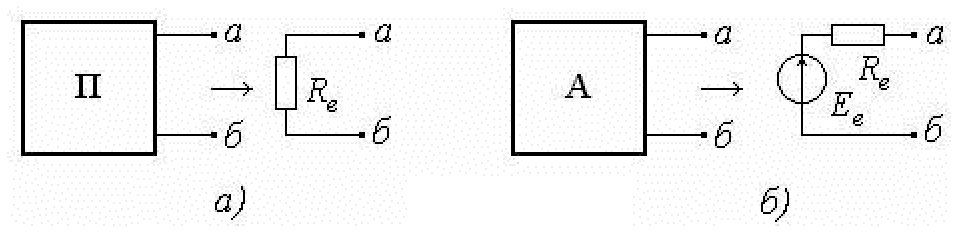 П а б а R_e б а) А а б E_e R_e а б б)